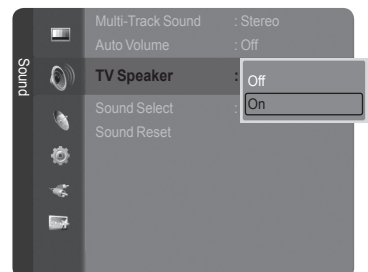 Sound
Multi-Track Sound : Stereo
Auto Volume : Off
TV Speaker :
Off
On
Sound Select :
Sound Reset